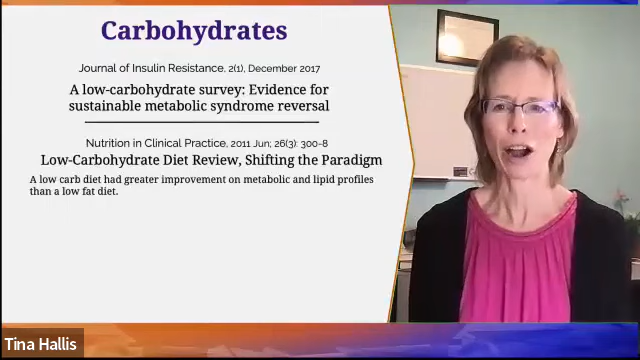 Carbohydrates
Journal of Insulin Resistance, 2(1), December 2017
A low-carbohydrate survey: Evidence for
sustainable metabolic syndrome reversal
Nutrition in Clinical Practice, 2011 Jun; 26(3): 300-8
Low-Carbohydrate Diet Review, Shifting the Paradigm
A low carb diet had greater improvement on metabolic and lipid profiles
than a low fat diet.
Tina Hallis